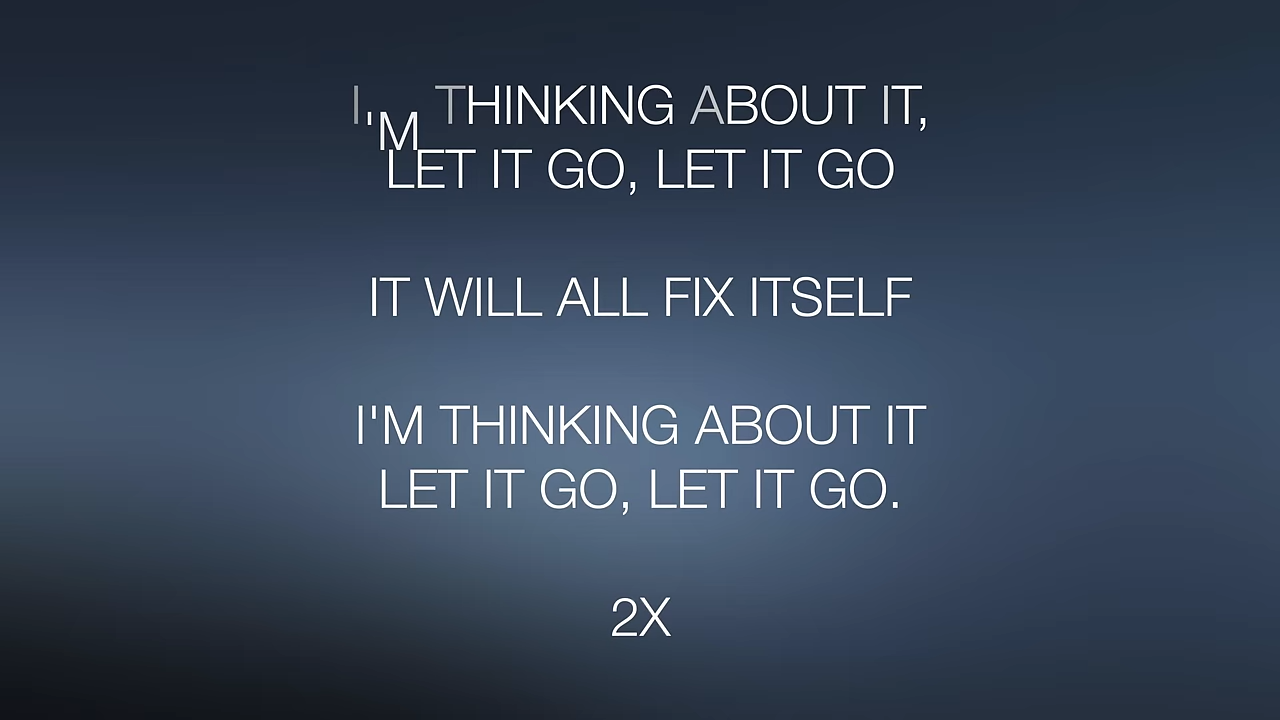 I'M THINKING ABOUT IT,
LET IT GO, LET IT GO
IT WILL ALL FIX ITSELF
I'M THINKING ABOUT IT
LET IT GO, LET IT GO.
2X